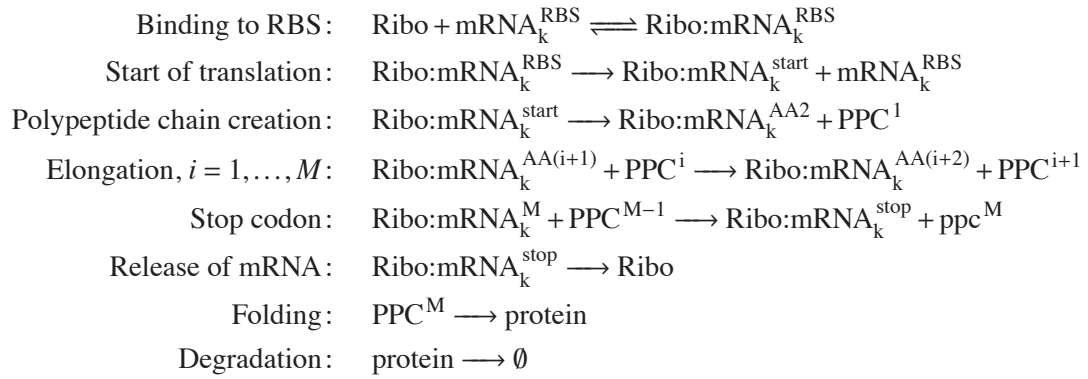 Binding to RBS: Ribo + mRNA_k^RBS ⇌ Ribo:mRNA_k^RBS
Start of translation: Ribo:mRNA_k^RBS ⟶ Ribo:mRNA_k^start + mRNA_k^RBS
Polypeptide chain creation: Ribo:mRNA_k^start ⟶ Ribo:mRNA_k^AA2 + PPC^1
Elongation, i = 1,…,M: Ribo:mRNA_k^AA(i+1) + PPC^i ⟶ Ribo:mRNA_k^AA(i+2) + PPC^i+1
Stop codon: Ribo:mRNA_k^M + PPC^M−1 ⟶ Ribo:mRNA_k^stop + ppc^M
Release of mRNA: Ribo:mRNA_k^stop ⟶ Ribo
Folding: PPC^M ⟶ protein
Degradation: protein ⟶ ∅